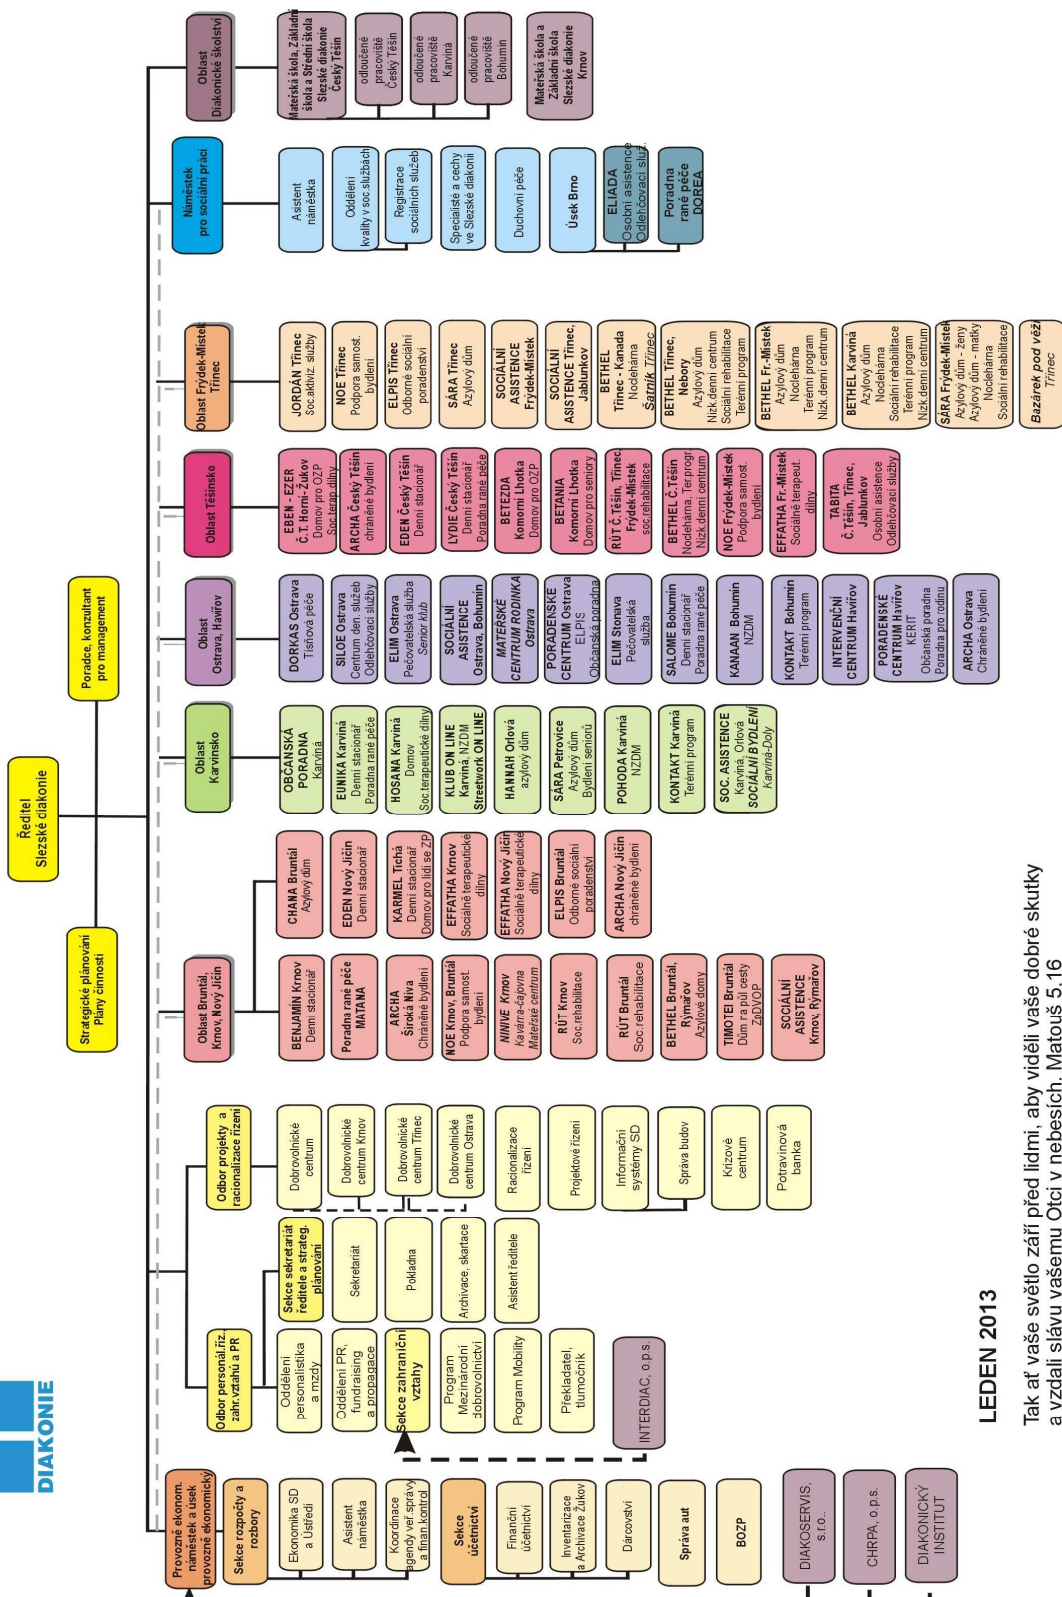 DIAKONIE
Ředitel
Slezské diakonie
Strategické plánování
Plány činnosti
Poradce, konzultant
pro management
Provozně ekonom.
náměstek a úsek
provozně ekonomický
Sekce rozpočty a
rozbory
Ekonomika SD
a Ústředí
Asistent
náměstka
Koordinace
agendy veř.správy
a finan.kontrol
Sekce
účetnictví
Finanční
účetnictví
Inventarizace
a Archivace Žukov
Dárcovství
Správa aut
BOZP
DIAKOSERVIS,
s.r.o..
CHRPA, o.p.s.
DIAKONICKÝ
INSTITUT
Odbor personál.říz.,
zahr.vztahů a PR
Oddělení
personalistika
a mzdy
Oddělení PR,
fundraising
a propagace
Sekce zahraniční
vztahy
Program
Mezinárodní
dobrovolnictví
Program Mobility
Překladatel,
tlumočník
INTERDIAC, o.p.s.
Sekce sekretariát
ředitele a strateg.
plánování
Sekretariát
Pokladna
Archivace, skartace
Asistent ředitele
Odbor projekty a
racionalizace řízení
Dobrovolnické
centrum
Dobrovolnické
centrum Krnov
Dobrovolnické
centrum Třinec
Dobrovolnické
centrum Ostrava
Racionalizace
řízení
Projektové řízení
Informační
systémy SD
Správa budov
Krizové
centrum
Potravinová
banka
Oblast Bruntál,
Krnov, Nový Jičín
BENJAMÍN Krnov
Denní stacionář
Poradna rané péče
MATANA
ARCHA
Široká Niva
Chráněné bydlení
NOE Krnov, Bruntál
Podpora samost.
bydlení
NINIVE Krnov
Kavárna-čajovna
Mateřské centrum
RÚT Krnov
Soc.rehabilitace
RÚT Bruntál
Soc.rehabilitace
BETHEL Bruntál,
Rýmařov
Azylové domy
TIMOTEI Bruntál
Dům na půl cesty
ZpDVOP
SOCIÁLNÍ
ASISTENCE
Krnov, Rýmařov
CHANA Bruntál
Azylový dům
EDEN Nový Jičín
Denní stacionář
KARMEL Tichá
Denní stacionář
Domov pro lidi se ZP
EFFATHA Krnov
Sociálně terapeutické
dílny
EFFATHA Nový Jičín
Sociálně terapeutické
dílny
ELPIS Bruntál
Odborné sociální
poradenství
ARCHA Nový Jičín
chráněné bydlení
Oblast
Karvinsko
OBČANSKÁ
PORADNA
Karviná
EUNIKA Karviná
Denní stacionář
Poradna rané péče
HOSANA Karviná
Domov
Soc.terapeutické dílny
KLUB ON LINE
Karviná, NZDM
Streetwork ON LINE
HANNAH Orlová
azylový dům
SÁRA Petrovice
Azylový dům
Bydlení seniorů
POHODA Karviná
NZDM
KONTAKT Karviná
Terénní program
SOC. ASISTENCE
Karviná, Orlová
SOCIÁLNÍ BYDLENÍ
Karviná-Doly
Oblast
Ostrava, Havířov
DORKAS Ostrava
Tísňová péče
SILOE Ostrava
Centrum den. služeb
Odlehčovací služby
ELIM Ostrava
Pečovatelská služba
Senior klub
SOCIÁLNÍ
ASISTENCE
Ostrava, Bohumín
MATEŘSKÉ
CENTRUM RODINKA
Ostrava
PORADENSKÉ
CENTRUM Ostrava
ELPIS
Občanská poradna
ELIM Stonava
Pečovatelská
služba
SALOME Bohumín
Denní stacionář
Poradna rané péče
KANAAN Bohumín
NZDM
KONTAKT Bohumín
Terénní program
INTERVENČNÍ
CENTRUM Havířov
PORADENSKÉ
CENTRUM Havířov
KERIT
Občanská poradna
Poradna pro rodinu
ARCHA Ostrava
Chráněné bydlení
Oblast Těšínsko
EBEN - EZER
Č.T. Horní- Žukov
Domov pro OZP
Soc.terap.dílny
ARCHA Český Těšín
chráněné bydlení
EDEN Český Těšín
Denní stacionář
LYDIE Český Těšín
Denní stacionář
Poradna rané péče
BETEZDA
Komorní Lhotka
Domov pro OZP
BETANIA
Komorní Lhotka
Domov pro seniory
RÚT Č.Těšín, Třinec,
Frýdek-Místek
soc.rehabilitace
BETHEL Č.Těšín
Noclehárna, Ter.progr.
Nízk.denní centrum
NOE Frýdek-Místek
Podpora samost.
bydlení
EFFATHA Fr.-Místek
Sociálně terapeut.
dílny
TABITA
Č.Těšín, Třinec,
Jablunkov
Osobní asistence
Odlehčovací služby
Oblast Frýdek-Místek
Třinec
JORDÁN Třinec
Soc.aktiviz. služby
NOE Třinec
Podpora samost.
bydlení
ELPIS Třinec
Odborné sociální
poradenství
SÁRA Třinec
Azylový dům
SOCIÁLNÍ
ASISTENCE
Frýdek-Místek
SOCIÁLNÍ
ASISTENCE Třinec,
Jablunkov
BETHEL
Třinec - Kanada
Noclehárna
Šatník Třinec
BETHEL Třinec,
Nebory
Azylový dům
Nízk.denní centrum
Sociální rehabilitace
Terénní program
BETHEL Fr.-Místek
Azylový dům
Noclehárna
Terénní program
Nízk.denní centrum
BETHEL Karviná
Azylový dům
Noclehárna
Sociální rehabilitace
Terénní program
Nízk.denní centrum
SÁRA Frýdek-Místek
Azylový dům - ženy
Azylový dům - matky
Noclehárna
Sociální rehabilitace
Bazárek pod věží
Třinec
Náměstek
pro sociální práci
Asistent
náměstka
Oddělení
kvality v soc.službách
Registrace
sociálních služeb
Specialisté a cechy
ve Slezské diakonii
Duchovní péče
Úsek Brno
ELIADA
Osobní asistence
Odlehčovací služ.
Poradna
rané péče
DOREA
Oblast
Diakonické školství
Mateřská škola, Základní
škola a Střední škola
Slezské diakonie
Český Těšín
odloučené
pracoviště
Český Těšín
odloučené
pracoviště
Karviná
odloučené
pracoviště
Bohumín
Mateřská škola a
Základní škola
Slezské diakonie
Krnov
LEDEN 2013
Tak ať vaše světlo září před lidmi, aby viděli vaše dobré skutky
a vzdali slávu vašemu Otci v nebesích. Matouš 5.16